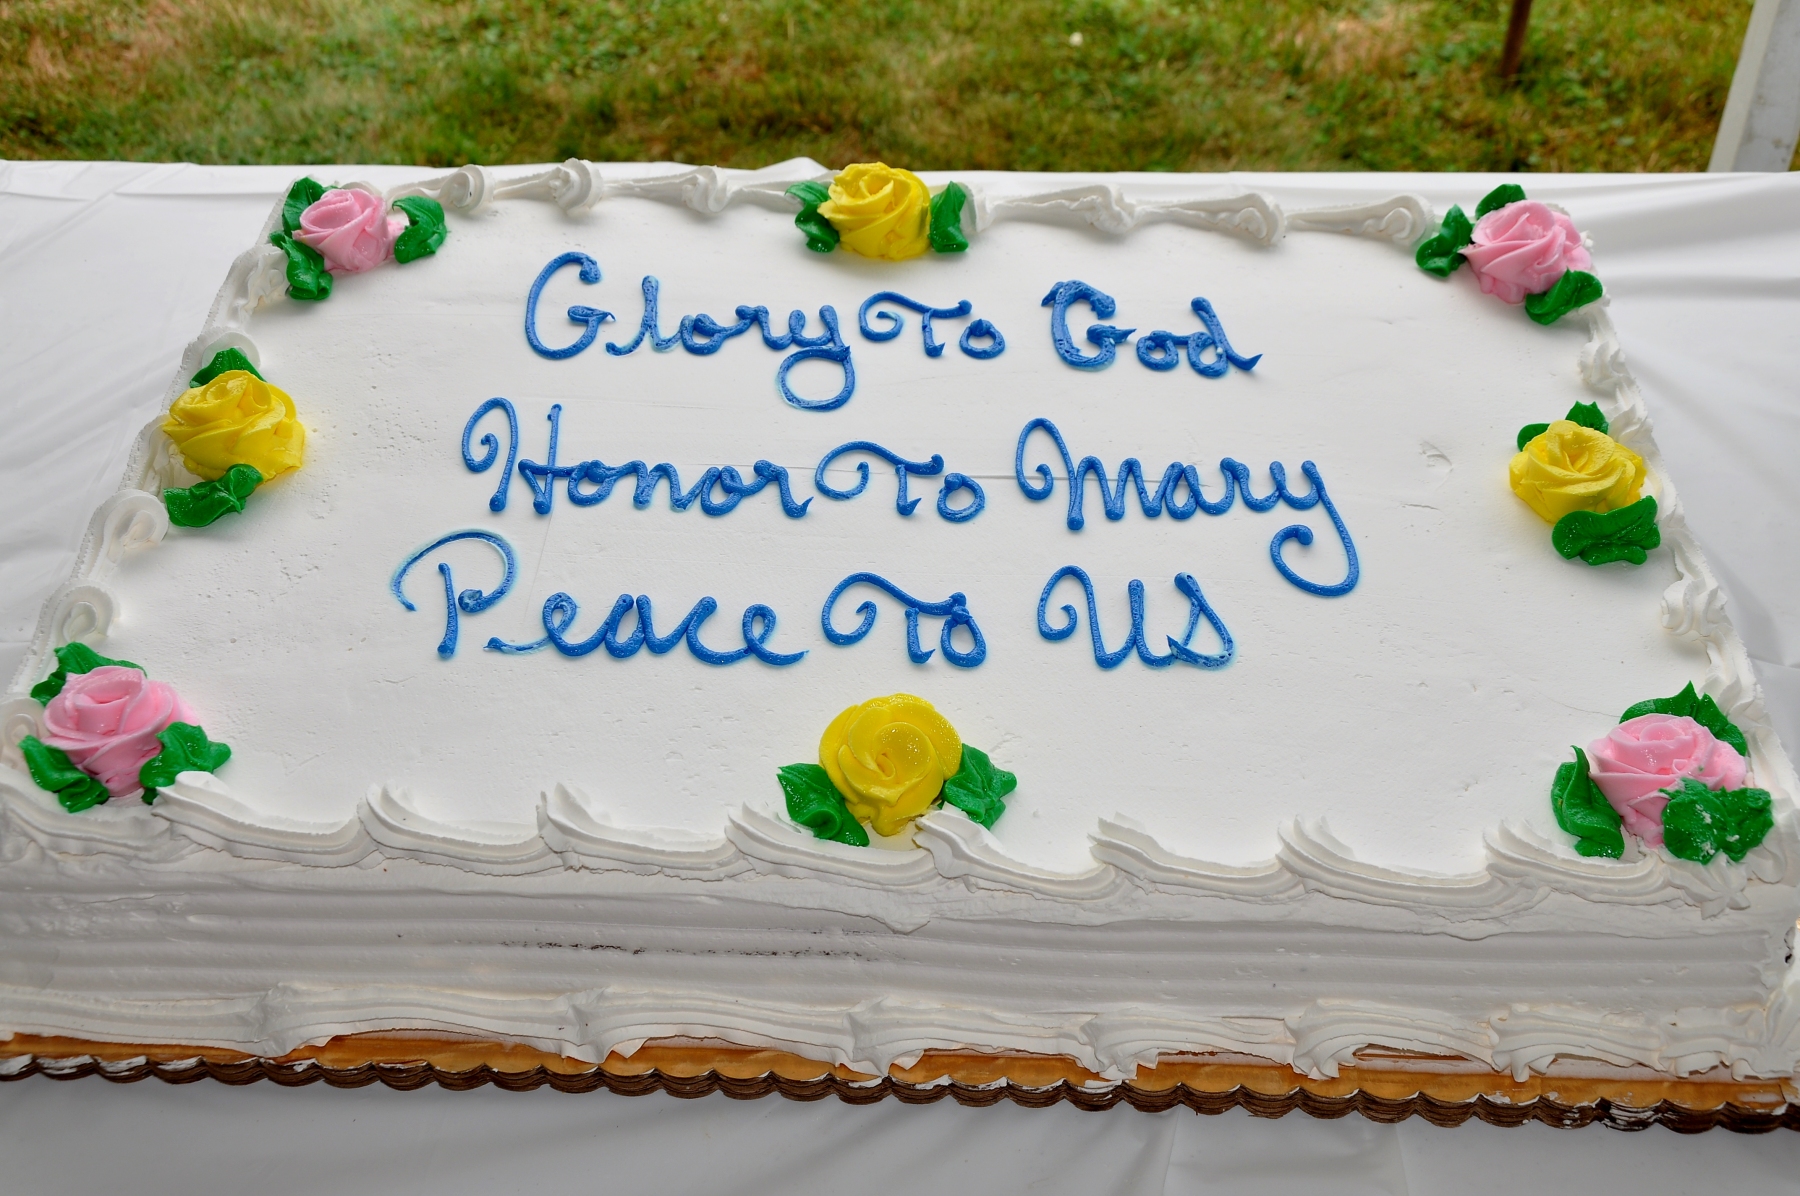 Glory To God
Honor To Mary
Peace To Us